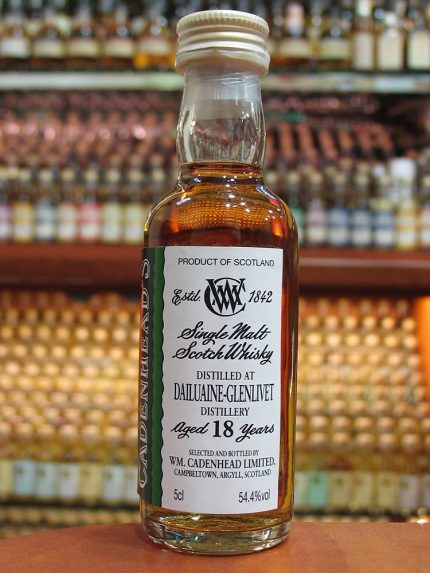 PRODUCT OF SCOTLAND
Estd. WC 1842
Single Malt
Scotch Whisky
DISTILLED AT
DAILUAINE-GLENLIVET
DISTILLERY
Aged 18 Years
SELECTED AND BOTTLED BY
WM. CADENHEAD LIMITED.
CAMPBELTOWN, ARGYLL, SCOTLAND
5cl 54.4%vol
CADENHEAD'S